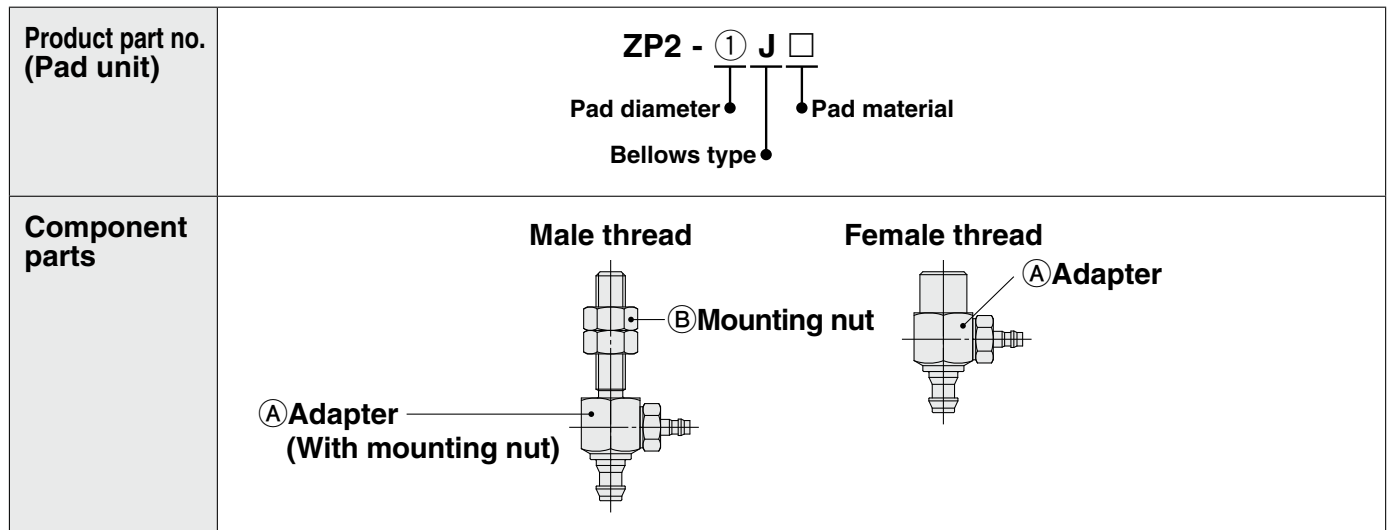 Product part no.
(Pad unit)
ZP2 - ① J □
Pad diameter
Pad material
Bellows type
Component
parts
Male thread
Female thread
ⒶAdapter
ⒷMounting nut
ⒶAdapter
(With mounting nut)